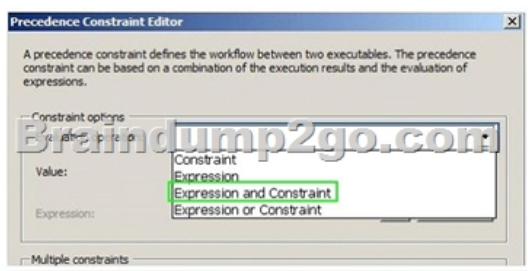 Precedence Constraint Editor
A precedence constraint defines the workflow between two executables. The precedence
constraint can be based on a combination of the execution results and the evaluation of
expressions.
Constraint options
Braindump2go.com
Constraint
Value:
Expression
Expression and Constraint
Expression:
Expression or Constraint
Multiple constraints